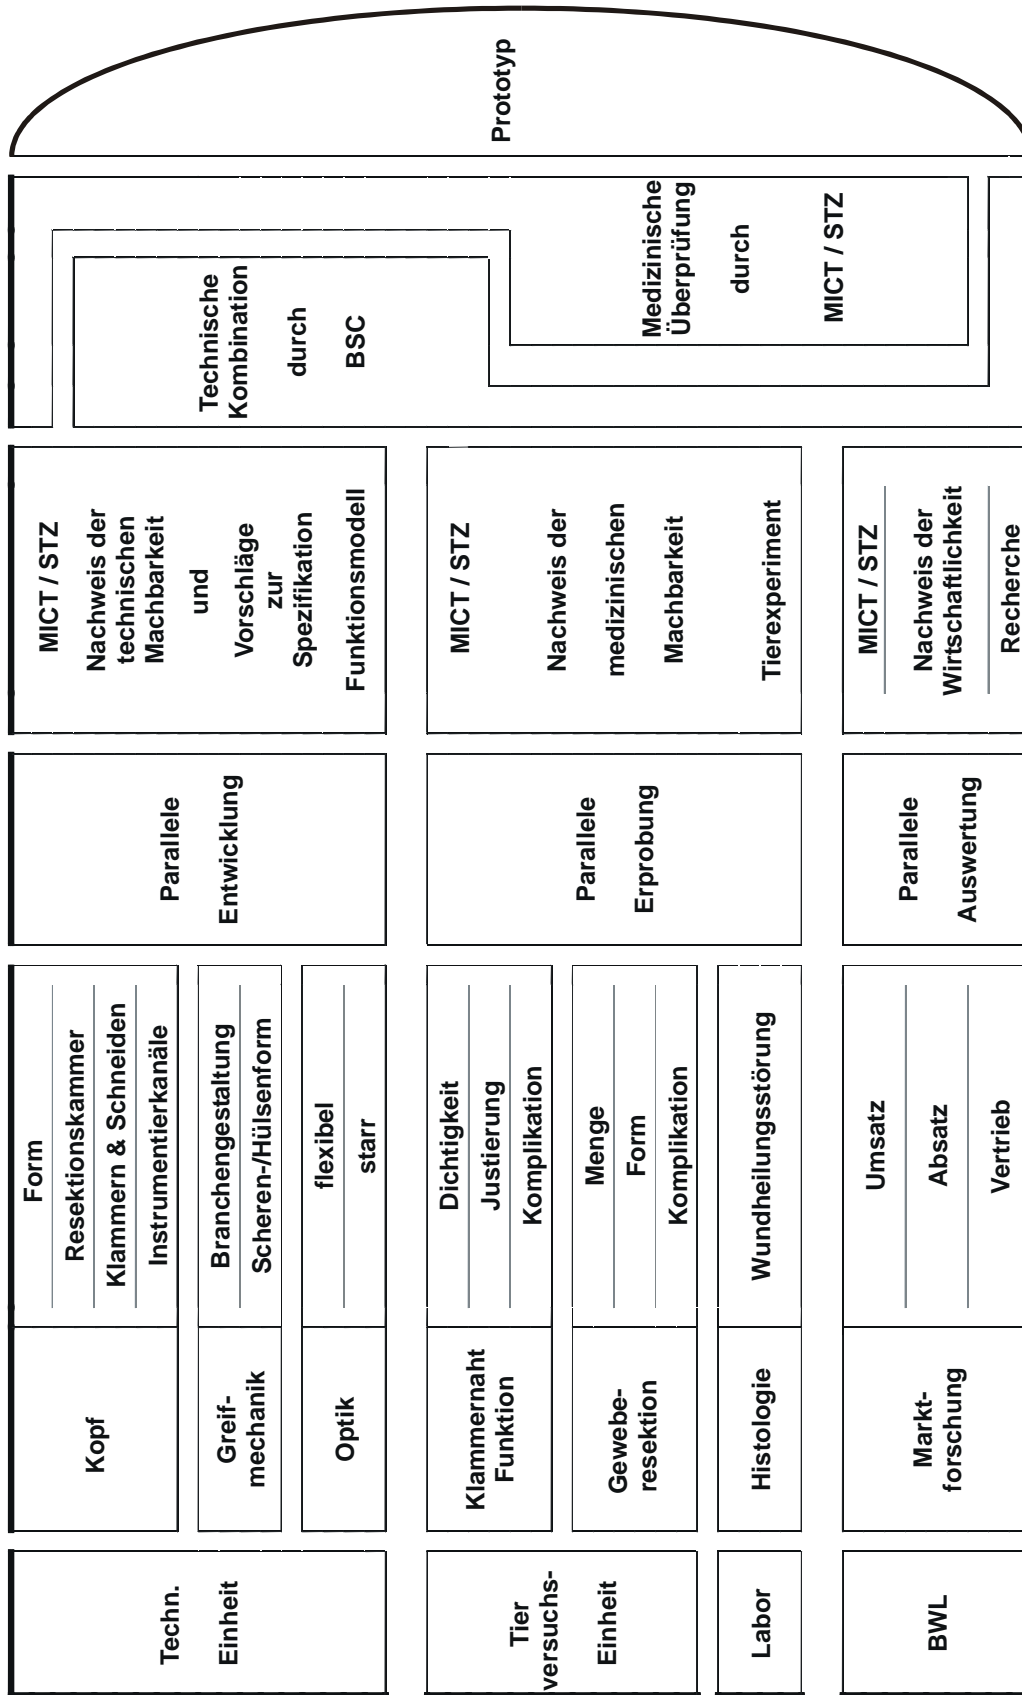 Techn.
Einheit
Kopf
Form
Resektionskammer
Klammern & Schneiden
Instrumentierkanäle
Greif-
mechanik
Branchengestaltung
Scheren-/Hülsenform
Optik
flexibel
starr
Parallele
Entwicklung
MICT / STZ
Nachweis der
technischen
Machbarkeit
und
Vorschläge
zur
Spezifikation
Funktionsmodell
Tier
versuchs-
Einheit
Klammernaht
Funktion
Dichtigkeit
Justierung
Komplikation
Gewebe-
resektion
Menge
Form
Komplikation
Labor
Histologie
Wundheilungsstörung
Parallele
Erprobung
MICT / STZ
Nachweis der
medizinischen
Machbarkeit
Tierexperiment
BWL
Markt-
forschung
Umsatz
Absatz
Vertrieb
Parallele
Auswertung
MICT / STZ
Nachweis der
Wirtschaftlichkeit
Recherche
Technische
Kombination
durch
BSC
Medizinische
Überprüfung
durch
MICT / STZ
Prototyp